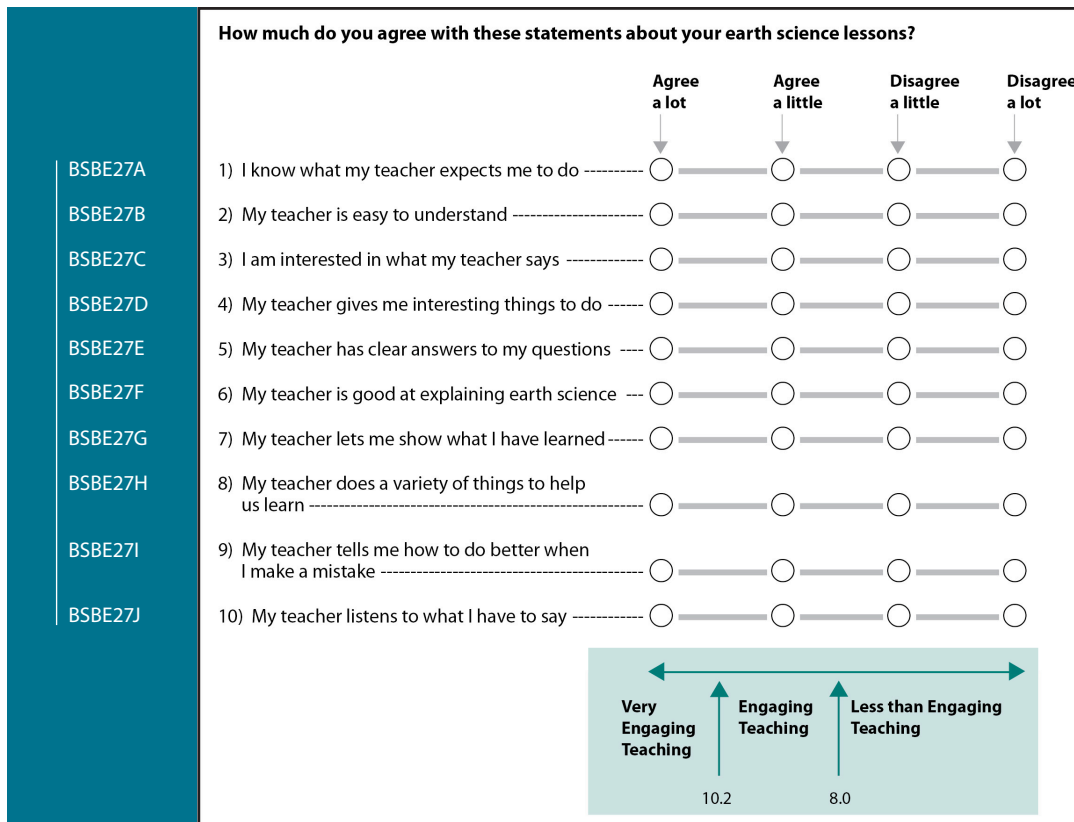 How much do you agree with these statements about your earth science lessons?
Agree a lot
Agree a little
Disagree a little
Disagree a lot
BSBE27A 1) I know what my teacher expects me to do ----------
BSBE27B 2) My teacher is easy to understand ----------------------
BSBE27C 3) I am interested in what my teacher says -------------
BSBE27D 4) My teacher gives me interesting things to do ------
BSBE27E 5) My teacher has clear answers to my questions ----
BSBE27F 6) My teacher is good at explaining earth science ---
BSBE27G 7) My teacher lets me show what I have learned ------
BSBE27H 8) My teacher does a variety of things to help
us learn --------------------------------------------------------
BSBE27I 9) My teacher tells me how to do better when
I make a mistake --------------------------------------------
BSBE27J 10) My teacher listens to what I have to say ------------
Very
Engaging
Teaching
Engaging
Teaching
Less than Engaging
Teaching
10.2
8.0